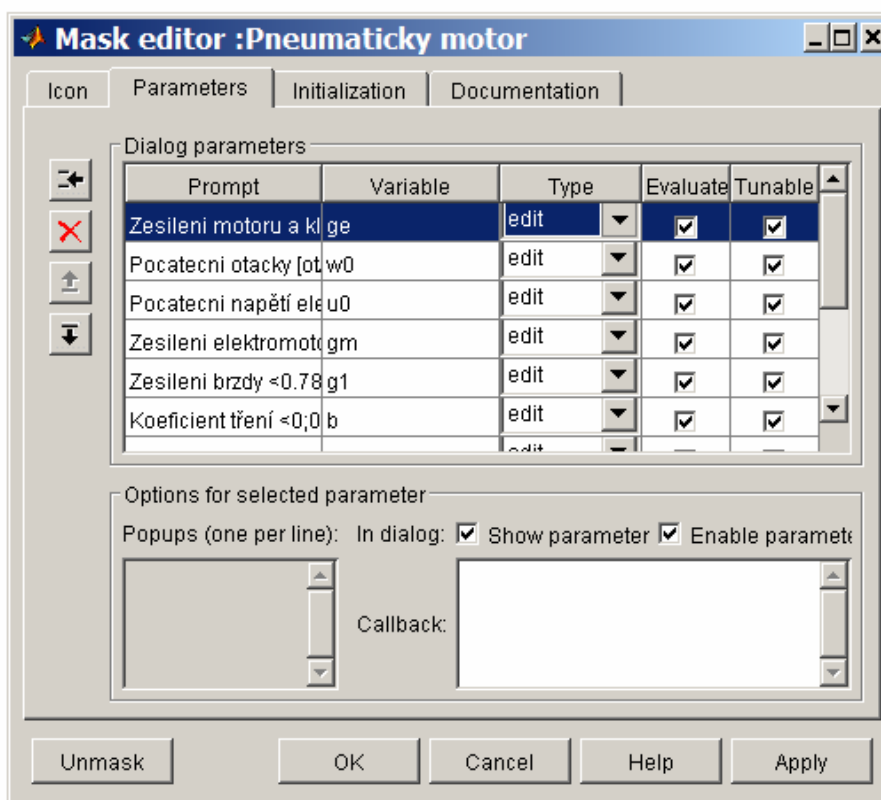 Mask editor :Pneumaticky motor
Icon Parameters Initialization Documentation
Dialog parameters
Prompt Variable Type Evaluate Tunable
Zesileni motoru a kl ge edit
Pocatecni otacky [ot w0 edit
Pocatecni napětí ele u0 edit
Zesileni elektromoto gm edit
Zesileni brzdy <0.78 g1 edit
Koeficient tření <0;0 b edit
Options for selected parameter
Popups (one per line): In dialog: Show parameter Enable paramete
Callback:
Unmask OK Cancel Help Apply